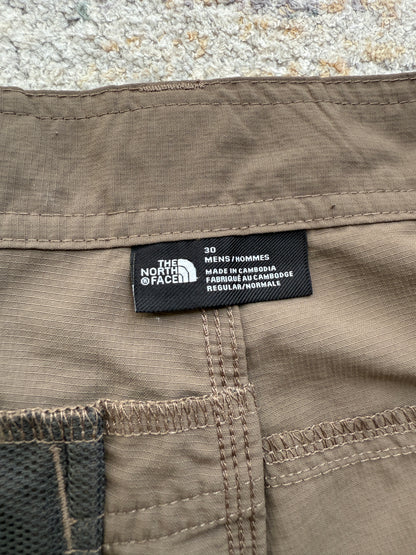 THE
NORTH
®FACE
30
MENS/HOMMES
MADE IN CAMBODIA
FABRIQUÉ AU CAMBODGE
REGULAR/NORMALE